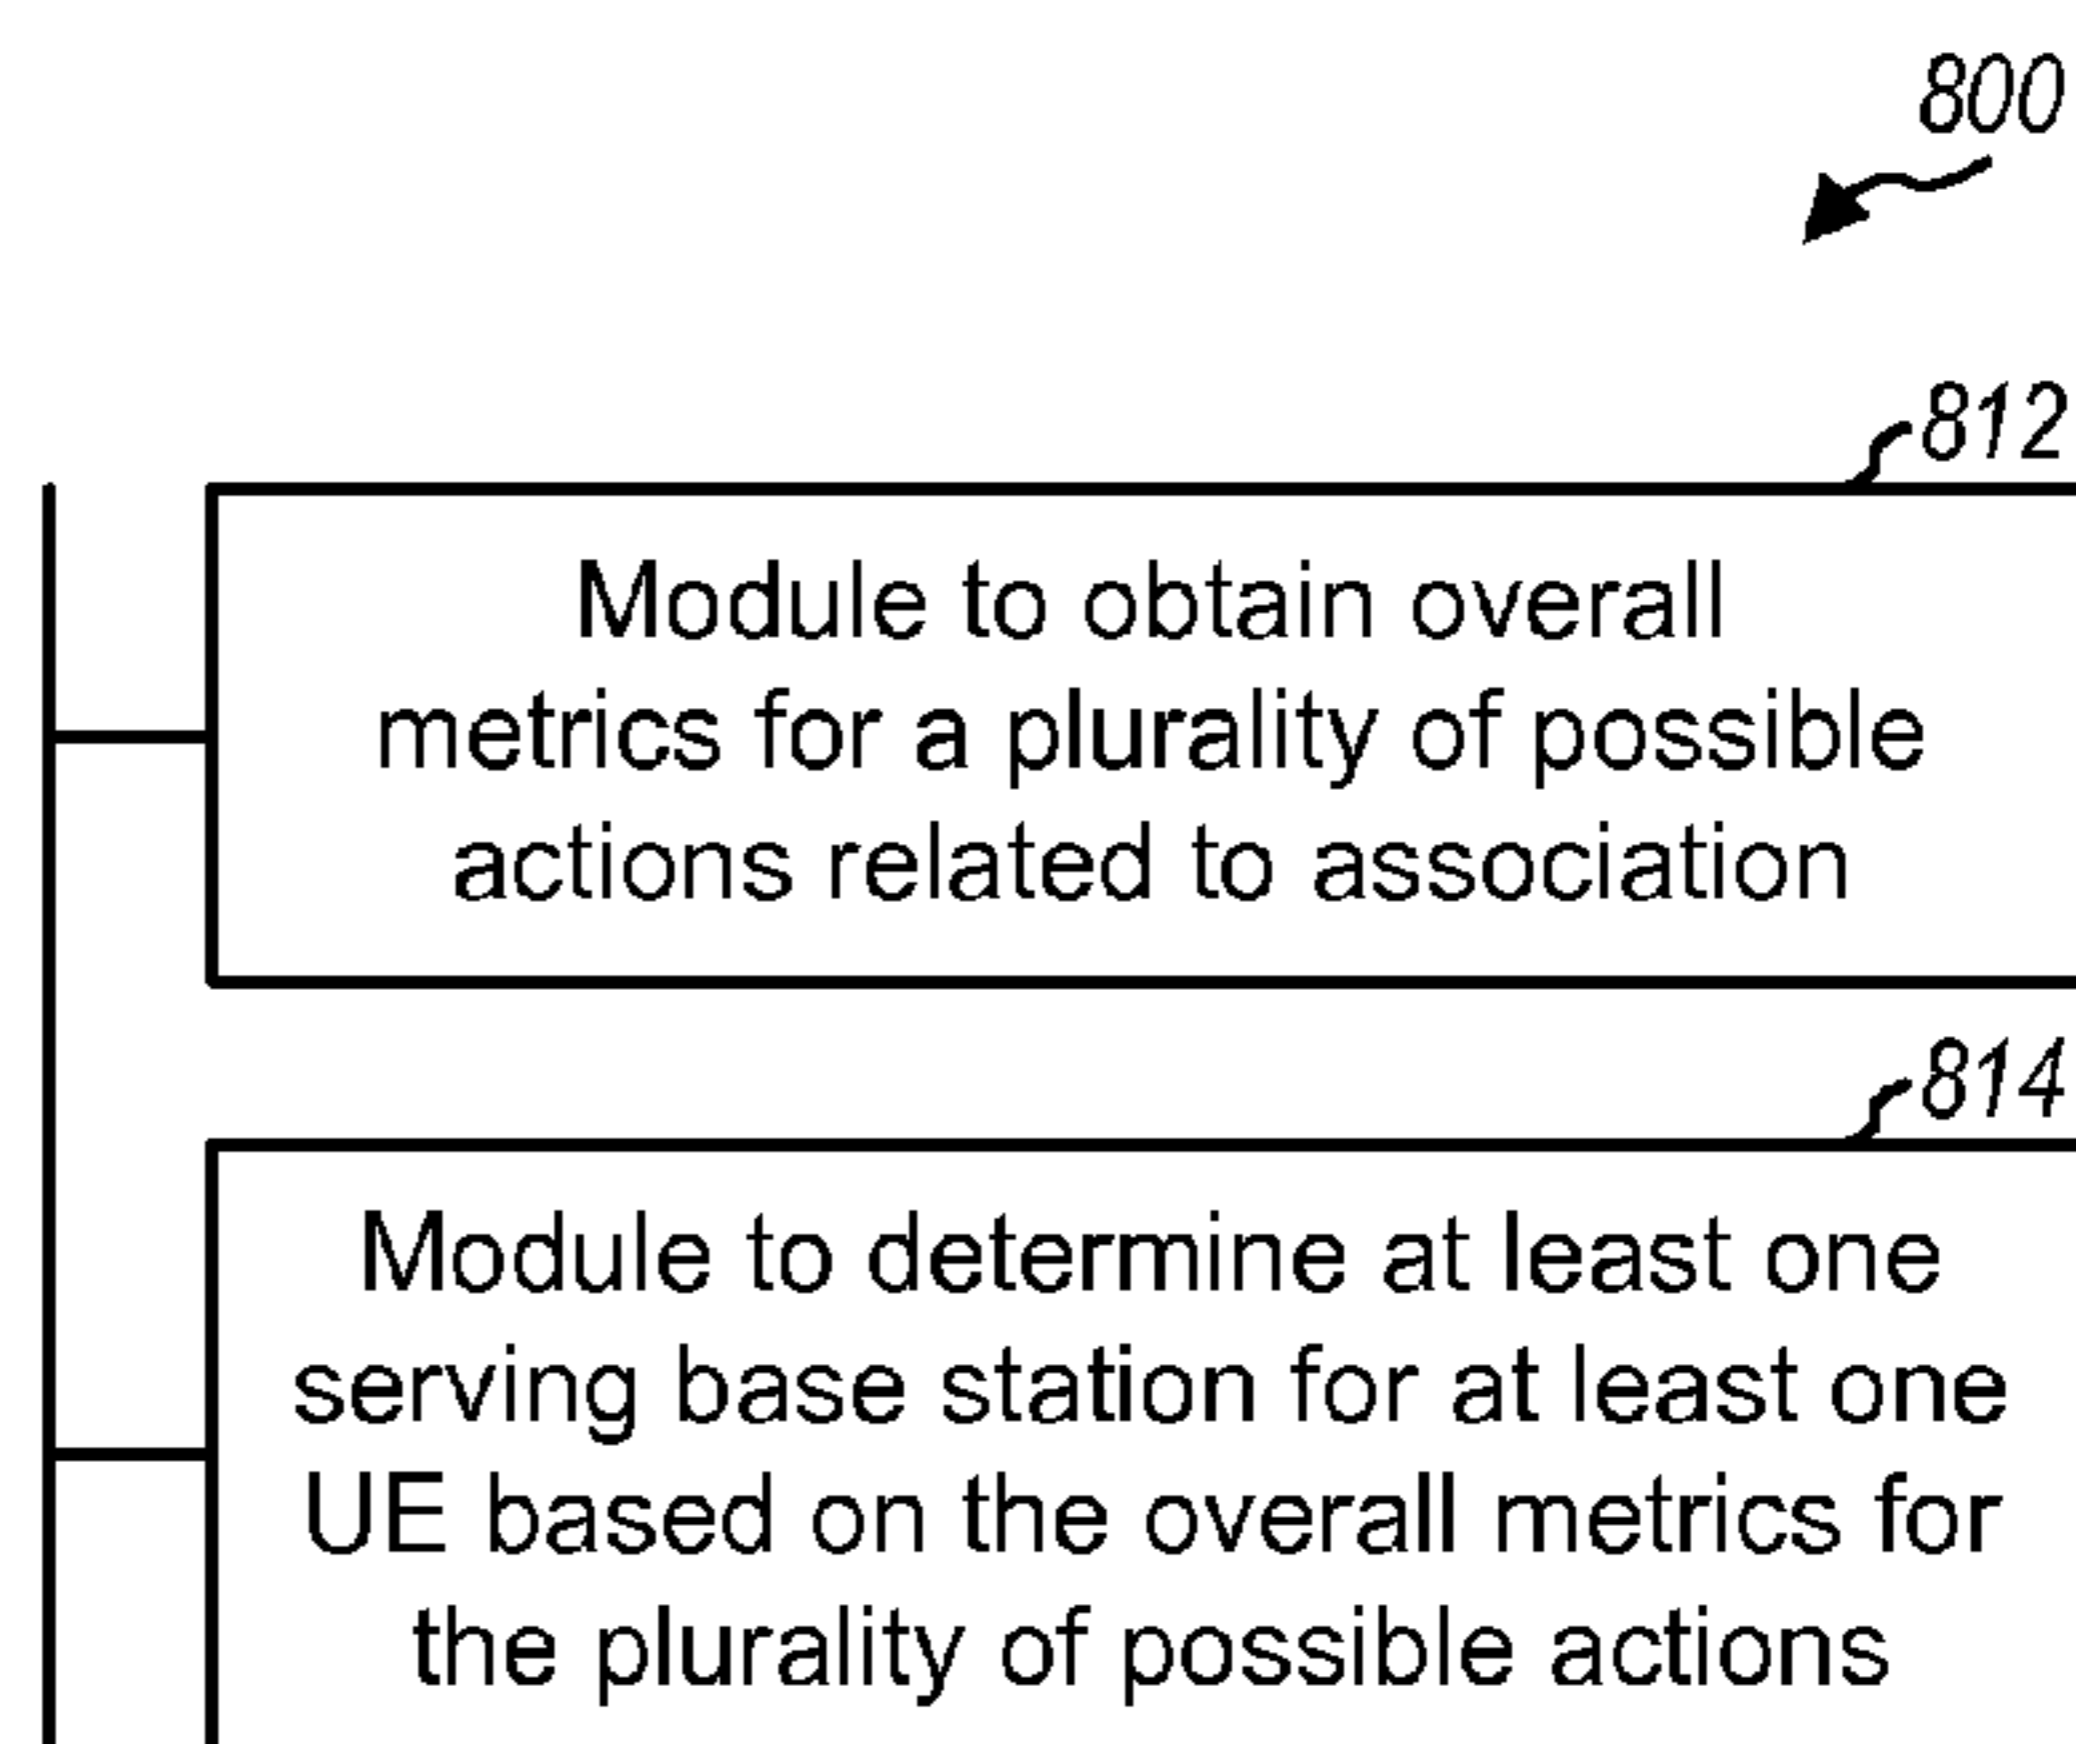 800
812
Module to obtain overall
metrics for a plurality of possible
actions related to association
814
Module to determine at least one
serving base station for at least one
UE based on the overall metrics for
the plurality of possible actions